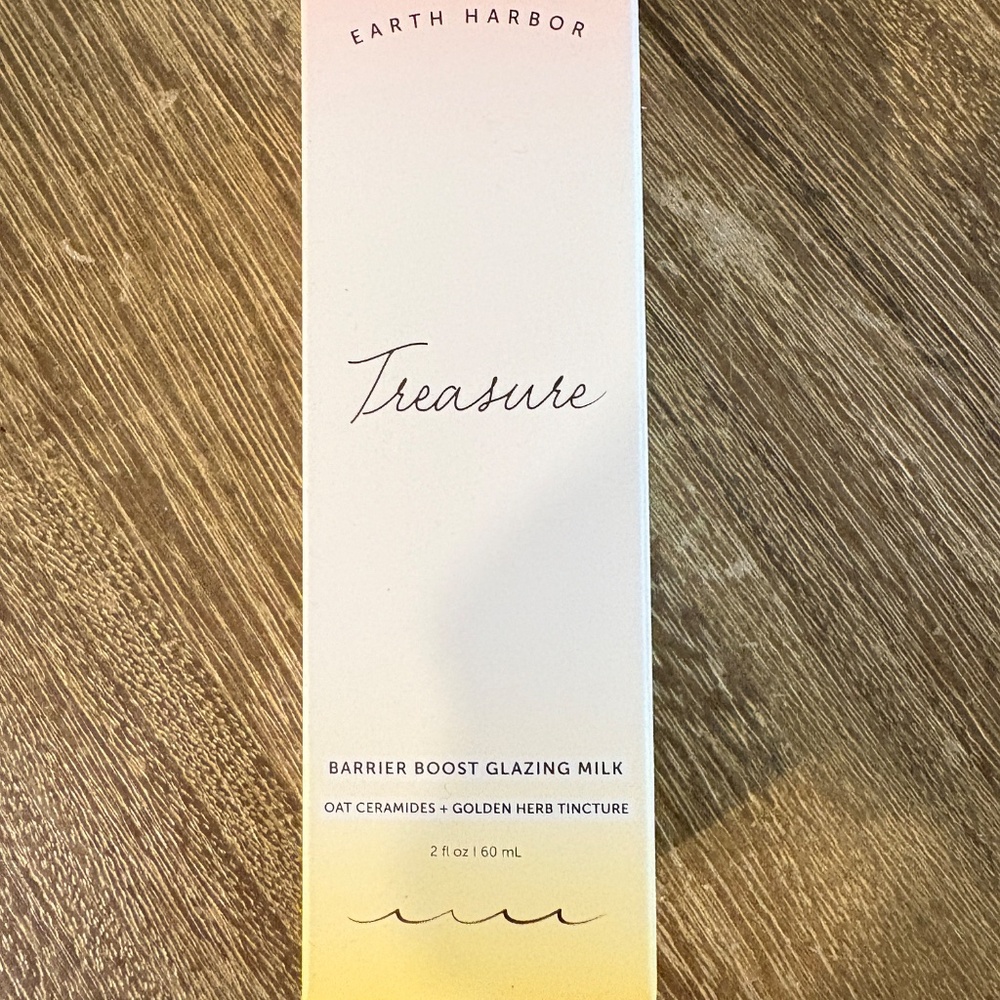 EARTH HARBOR
Treasure
BARRIER BOOST GLAZING MILK
OAT CERAMIDES + GOLDEN HERB TINCTURE
2 fl oz | 60 mL